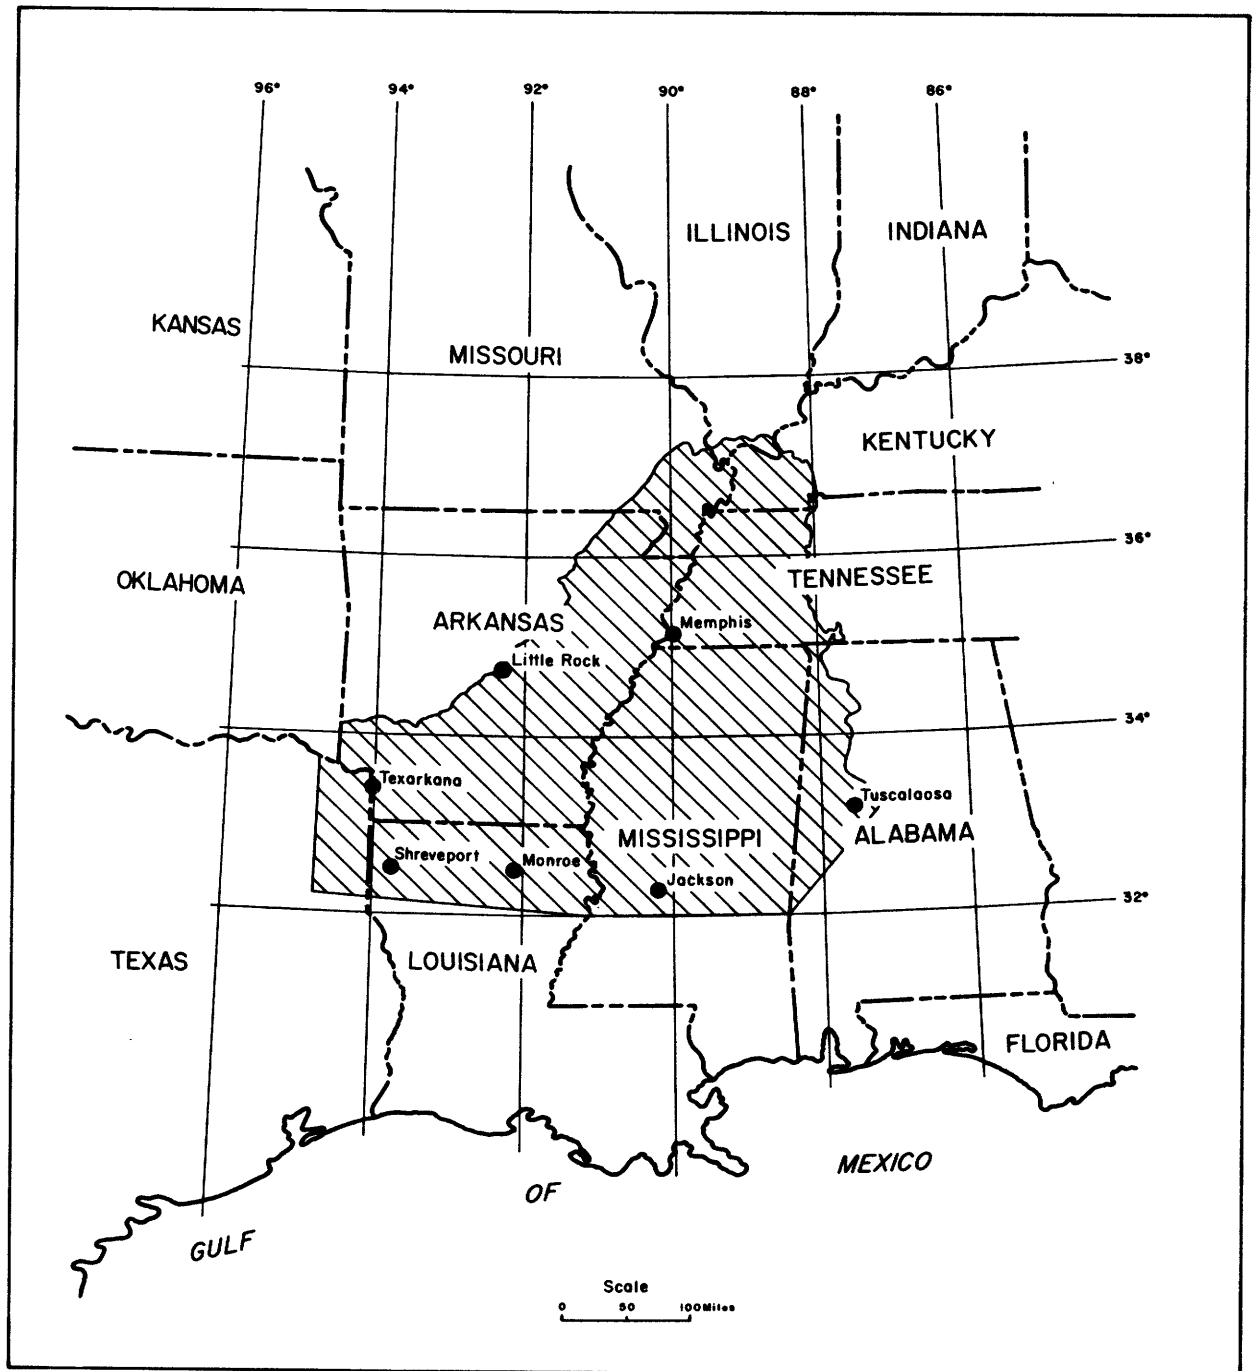 96° 94° 92° 90° 88° 86°
ILLINOIS INDIANA
KANSAS
MISSOURI
38°
KENTUCKY
36°
OKLAHOMA
TENNESSEE
ARKANSAS
Memphis
Little Rock
34°
Texarkana
Tuscaloosa
MISSISSIPPI ALABAMA
Shreveport Monroe
Jackson
32°
TEXAS LOUISIANA
FLORIDA
GULF OF MEXICO
Scale
0 50 100 Miles